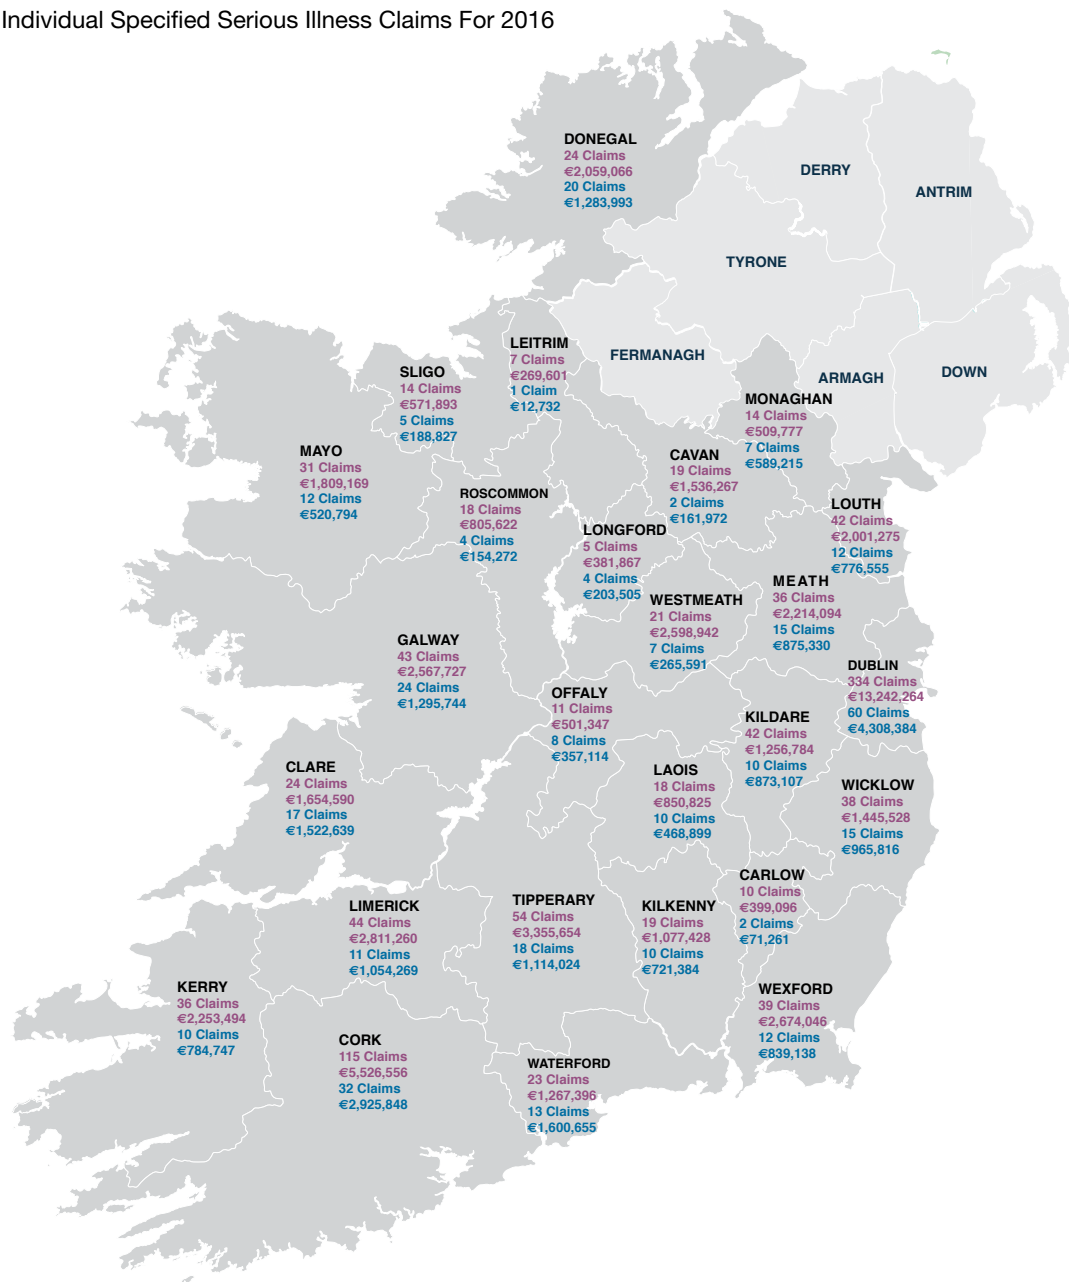 Individual Specified Serious Illness Claims For 2016
DONEGAL
24 Claims
€2,059,066
20 Claims
€1,283,993
DERRY
ANTRIM
TYRONE
FERMANAGH
ARMAGH
DOWN
LEITRIM
7 Claims
€269,601
1 Claim
€12,732
SLIGO
14 Claims
€571,893
5 Claims
€188,827
MONAGHAN
14 Claims
€509,777
7 Claims
€589,215
MAYO
31 Claims
€1,809,169
12 Claims
€520,794
CAVAN
19 Claims
€1,536,267
2 Claims
€161,972
ROSCOMMON
18 Claims
€805,622
4 Claims
€154,272
LOUTH
42 Claims
€2,001,275
12 Claims
€776,555
LONGFORD
5 Claims
€381,867
4 Claims
€203,505
MEATH
36 Claims
€2,214,094
15 Claims
€875,330
WESTMEATH
21 Claims
€2,598,942
7 Claims
€265,591
GALWAY
43 Claims
€2,567,727
24 Claims
€1,295,744
DUBLIN
334 Claims
€13,242,264
60 Claims
€4,308,384
OFFALY
11 Claims
€501,347
8 Claims
€357,114
KILDARE
42 Claims
€1,256,784
10 Claims
€873,107
CLARE
24 Claims
€1,654,590
17 Claims
€1,522,639
LAOIS
18 Claims
€850,825
10 Claims
€468,899
WICKLOW
38 Claims
€1,445,528
15 Claims
€965,816
CARLOW
10 Claims
€399,096
2 Claims
€71,261
LIMERICK
44 Claims
€2,811,260
11 Claims
€1,054,269
TIPPERARY
54 Claims
€3,355,654
18 Claims
€1,114,024
KILKENNY
19 Claims
€1,077,428
10 Claims
€721,384
KERRY
36 Claims
€2,253,494
10 Claims
€784,747
WEXFORD
39 Claims
€2,674,046
12 Claims
€839,138
CORK
115 Claims
€5,526,556
32 Claims
€2,925,848
WATERFORD
23 Claims
€1,267,396
13 Claims
€1,600,655